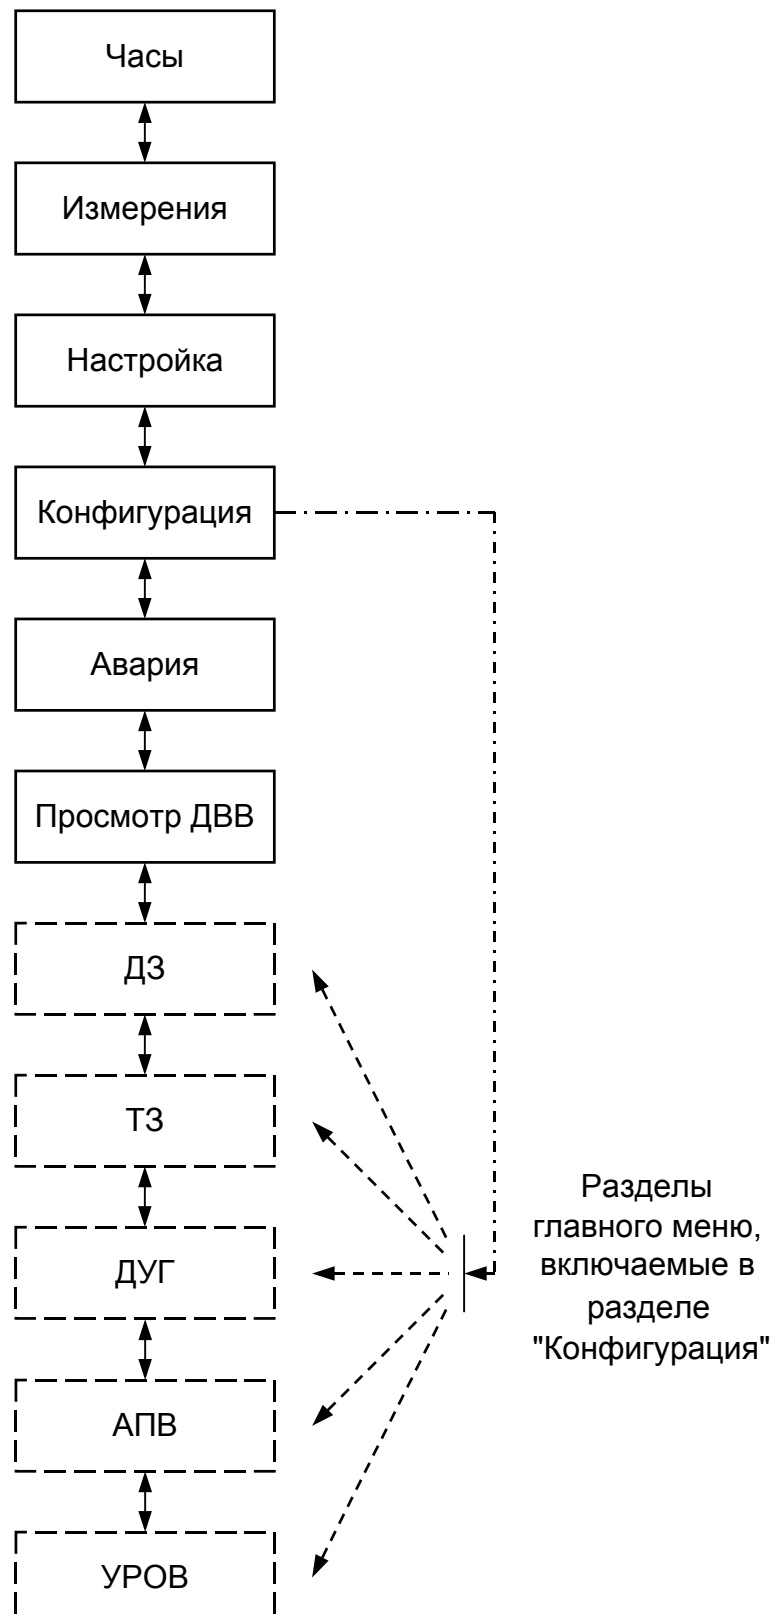 Часы
Измерения
Настройка
Конфигурация
Авария
Просмотр ДВВ
ДЗ
ТЗ
ДУГ
АПВ
УРОВ
Разделы
главного меню,
включаемые в
разделе
"Конфигурация"